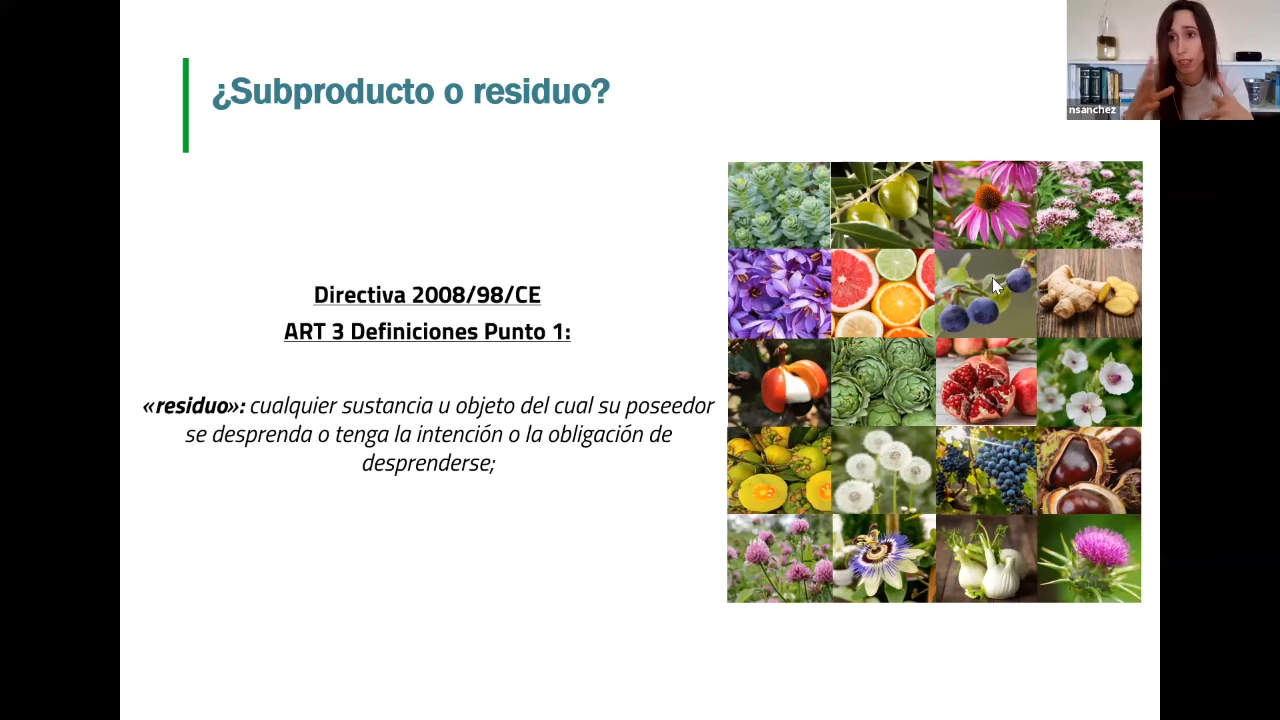 ¿Subproducto o residuo?
nsanchez
Directiva 2008/98/CE
ART 3 Definiciones Punto 1:
«residuo»: cualquier sustancia u objeto del cual su poseedor
se desprenda o tenga la intención o la obligación de
desprenderse;